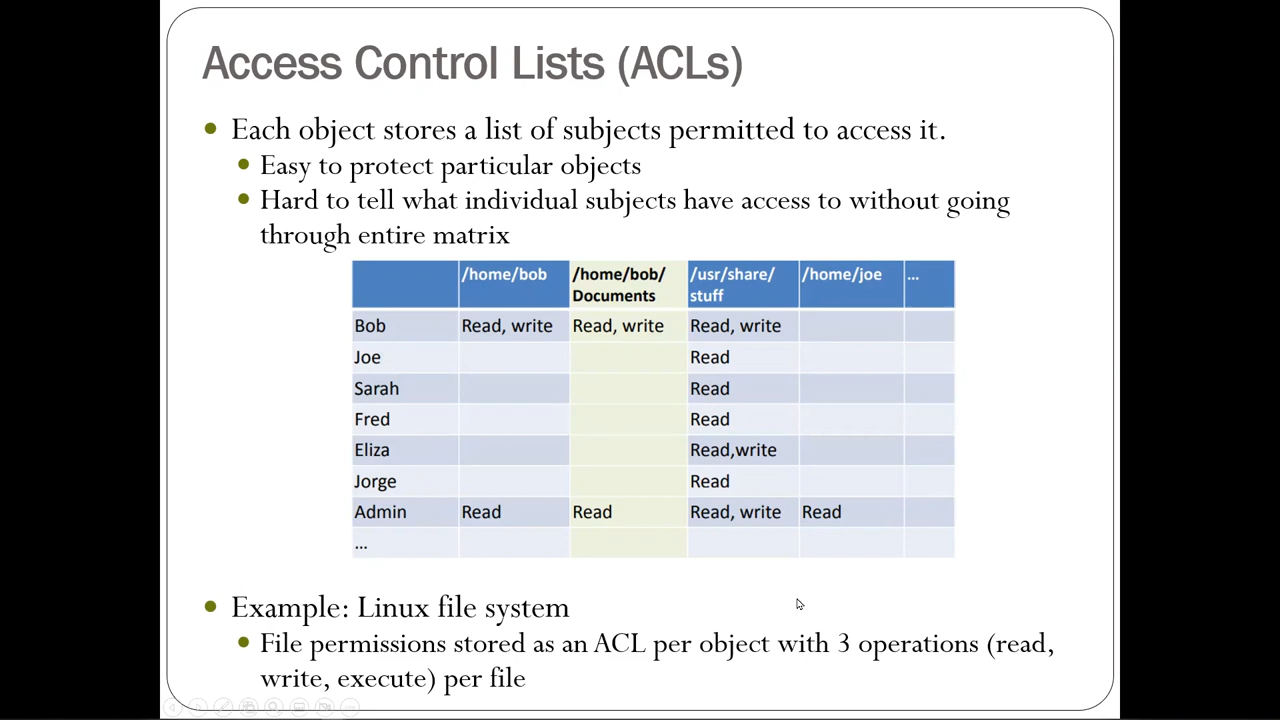 Access Control Lists (ACLs)
Each object stores a list of subjects permitted to access it.
Easy to protect particular objects
Hard to tell what individual subjects have access to without going
through entire matrix
/home/bob /home/bob/ /usr/share/ /home/joe ...
Documents stuff
Bob Read, write Read, write Read, write
Joe Read
Sarah Read
Fred Read
Eliza Read,write
Jorge Read
Admin Read Read Read, write Read
...
Example: Linux file system
File permissions stored as an ACL per object with 3 operations (read,
write, execute) per file